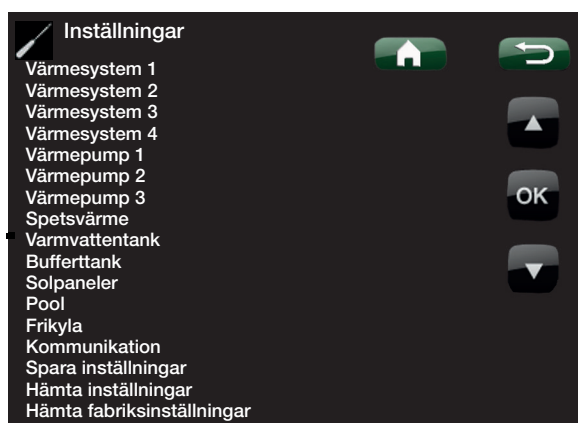 Inställningar
Värmesystem 1
Värmesystem 2
Värmesystem 3
Värmesystem 4
Värmepump 1
Värmepump 2
Värmepump 3
Spetsvärme
Varmvattentank
Bufferttank
Solpaneler
Pool
Frikyla
Kommunikation
Spara inställningar
Hämta inställningar
Hämta fabriksinställningar
OK